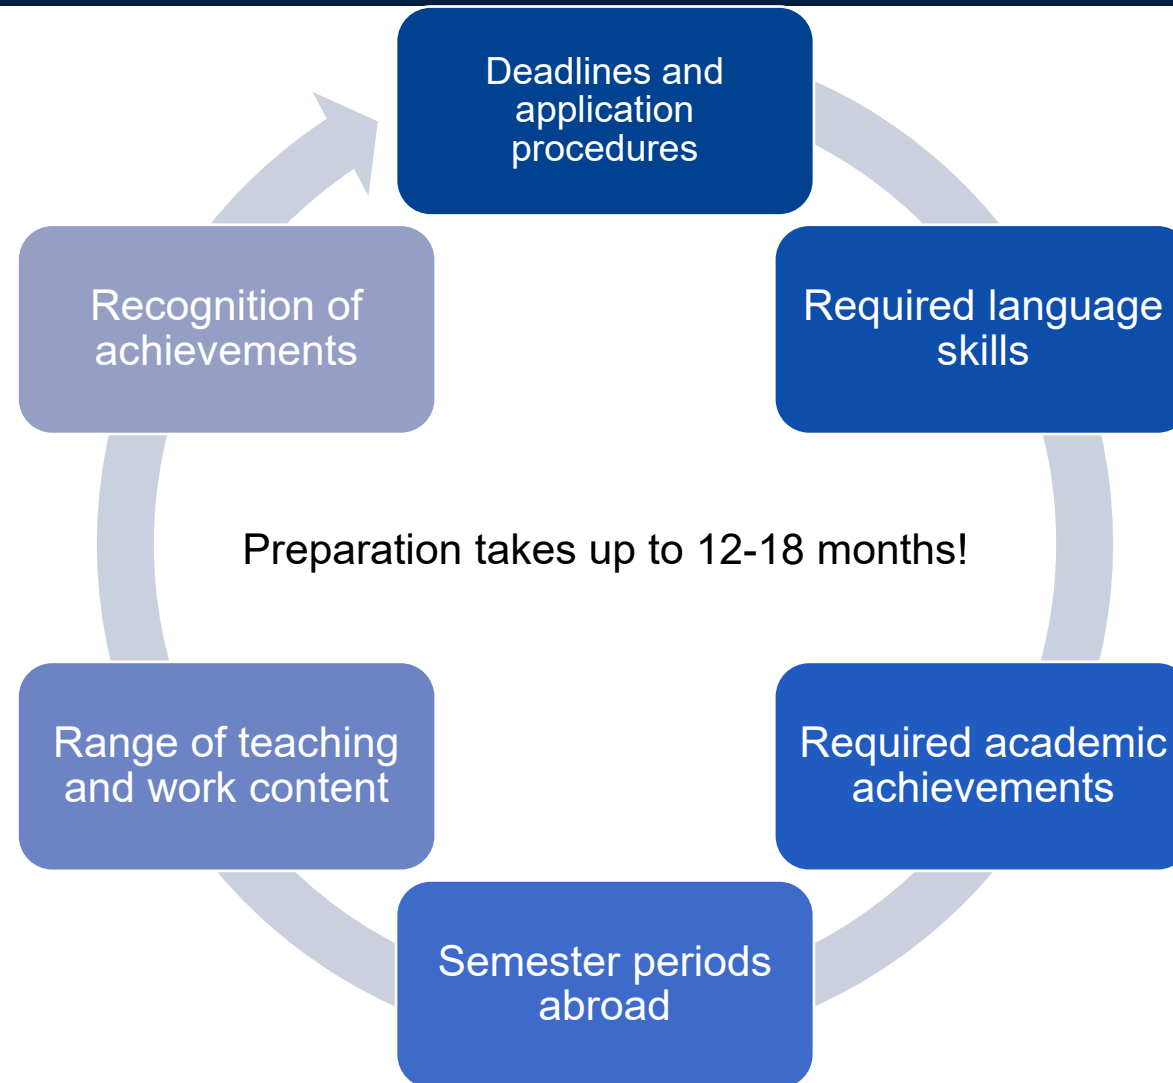 Deadlines and
application
procedures
Required language
skills
Required academic
achievements
Semester periods
abroad
Range of teaching
and work content
Recognition of
achievements
Preparation takes up to 12-18 months!